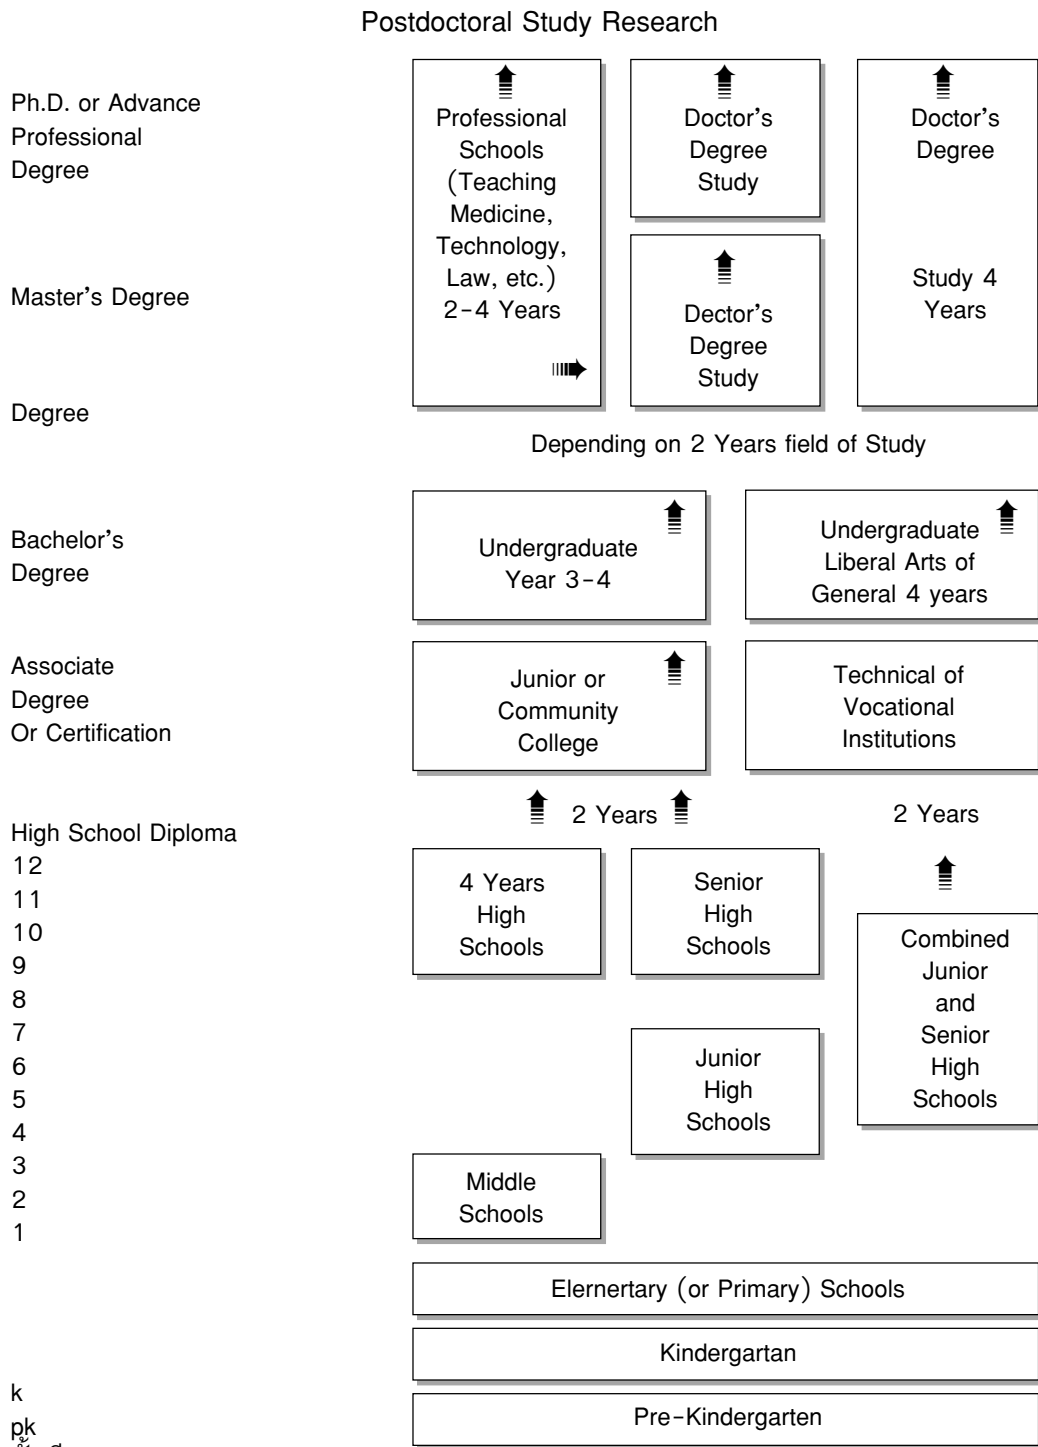 Postdoctoral Study Research
Ph.D. or Advance
Professional
Degree
Professional
Schools
(Teaching
Medicine,
Technology,
Law, etc.)
2-4 Years
Doctor's
Degree
Study
Doctor's
Degree
Study 4
Years
Master's Degree
Dector's
Degree
Study
Degree
Depending on 2 Years field of Study
Bachelor's
Degree
Undergraduate
Year 3-4
Undergraduate
Liberal Arts of
General 4 years
Associate
Degree
Or Certification
Junior or
Community
College
Technical of
Vocational
Institutions
2 Years
2 Years
High School Diploma
12
11
10
9
8
7
6
5
4
3
2
1
4 Years
High
Schools
Senior
High
Schools
Combined
Junior
and
Senior
High
Schools
Junior
High
Schools
Middle
Schools
Elernertary (or Primary) Schools
Kindergartan
k
Pre-Kindergarten
pk